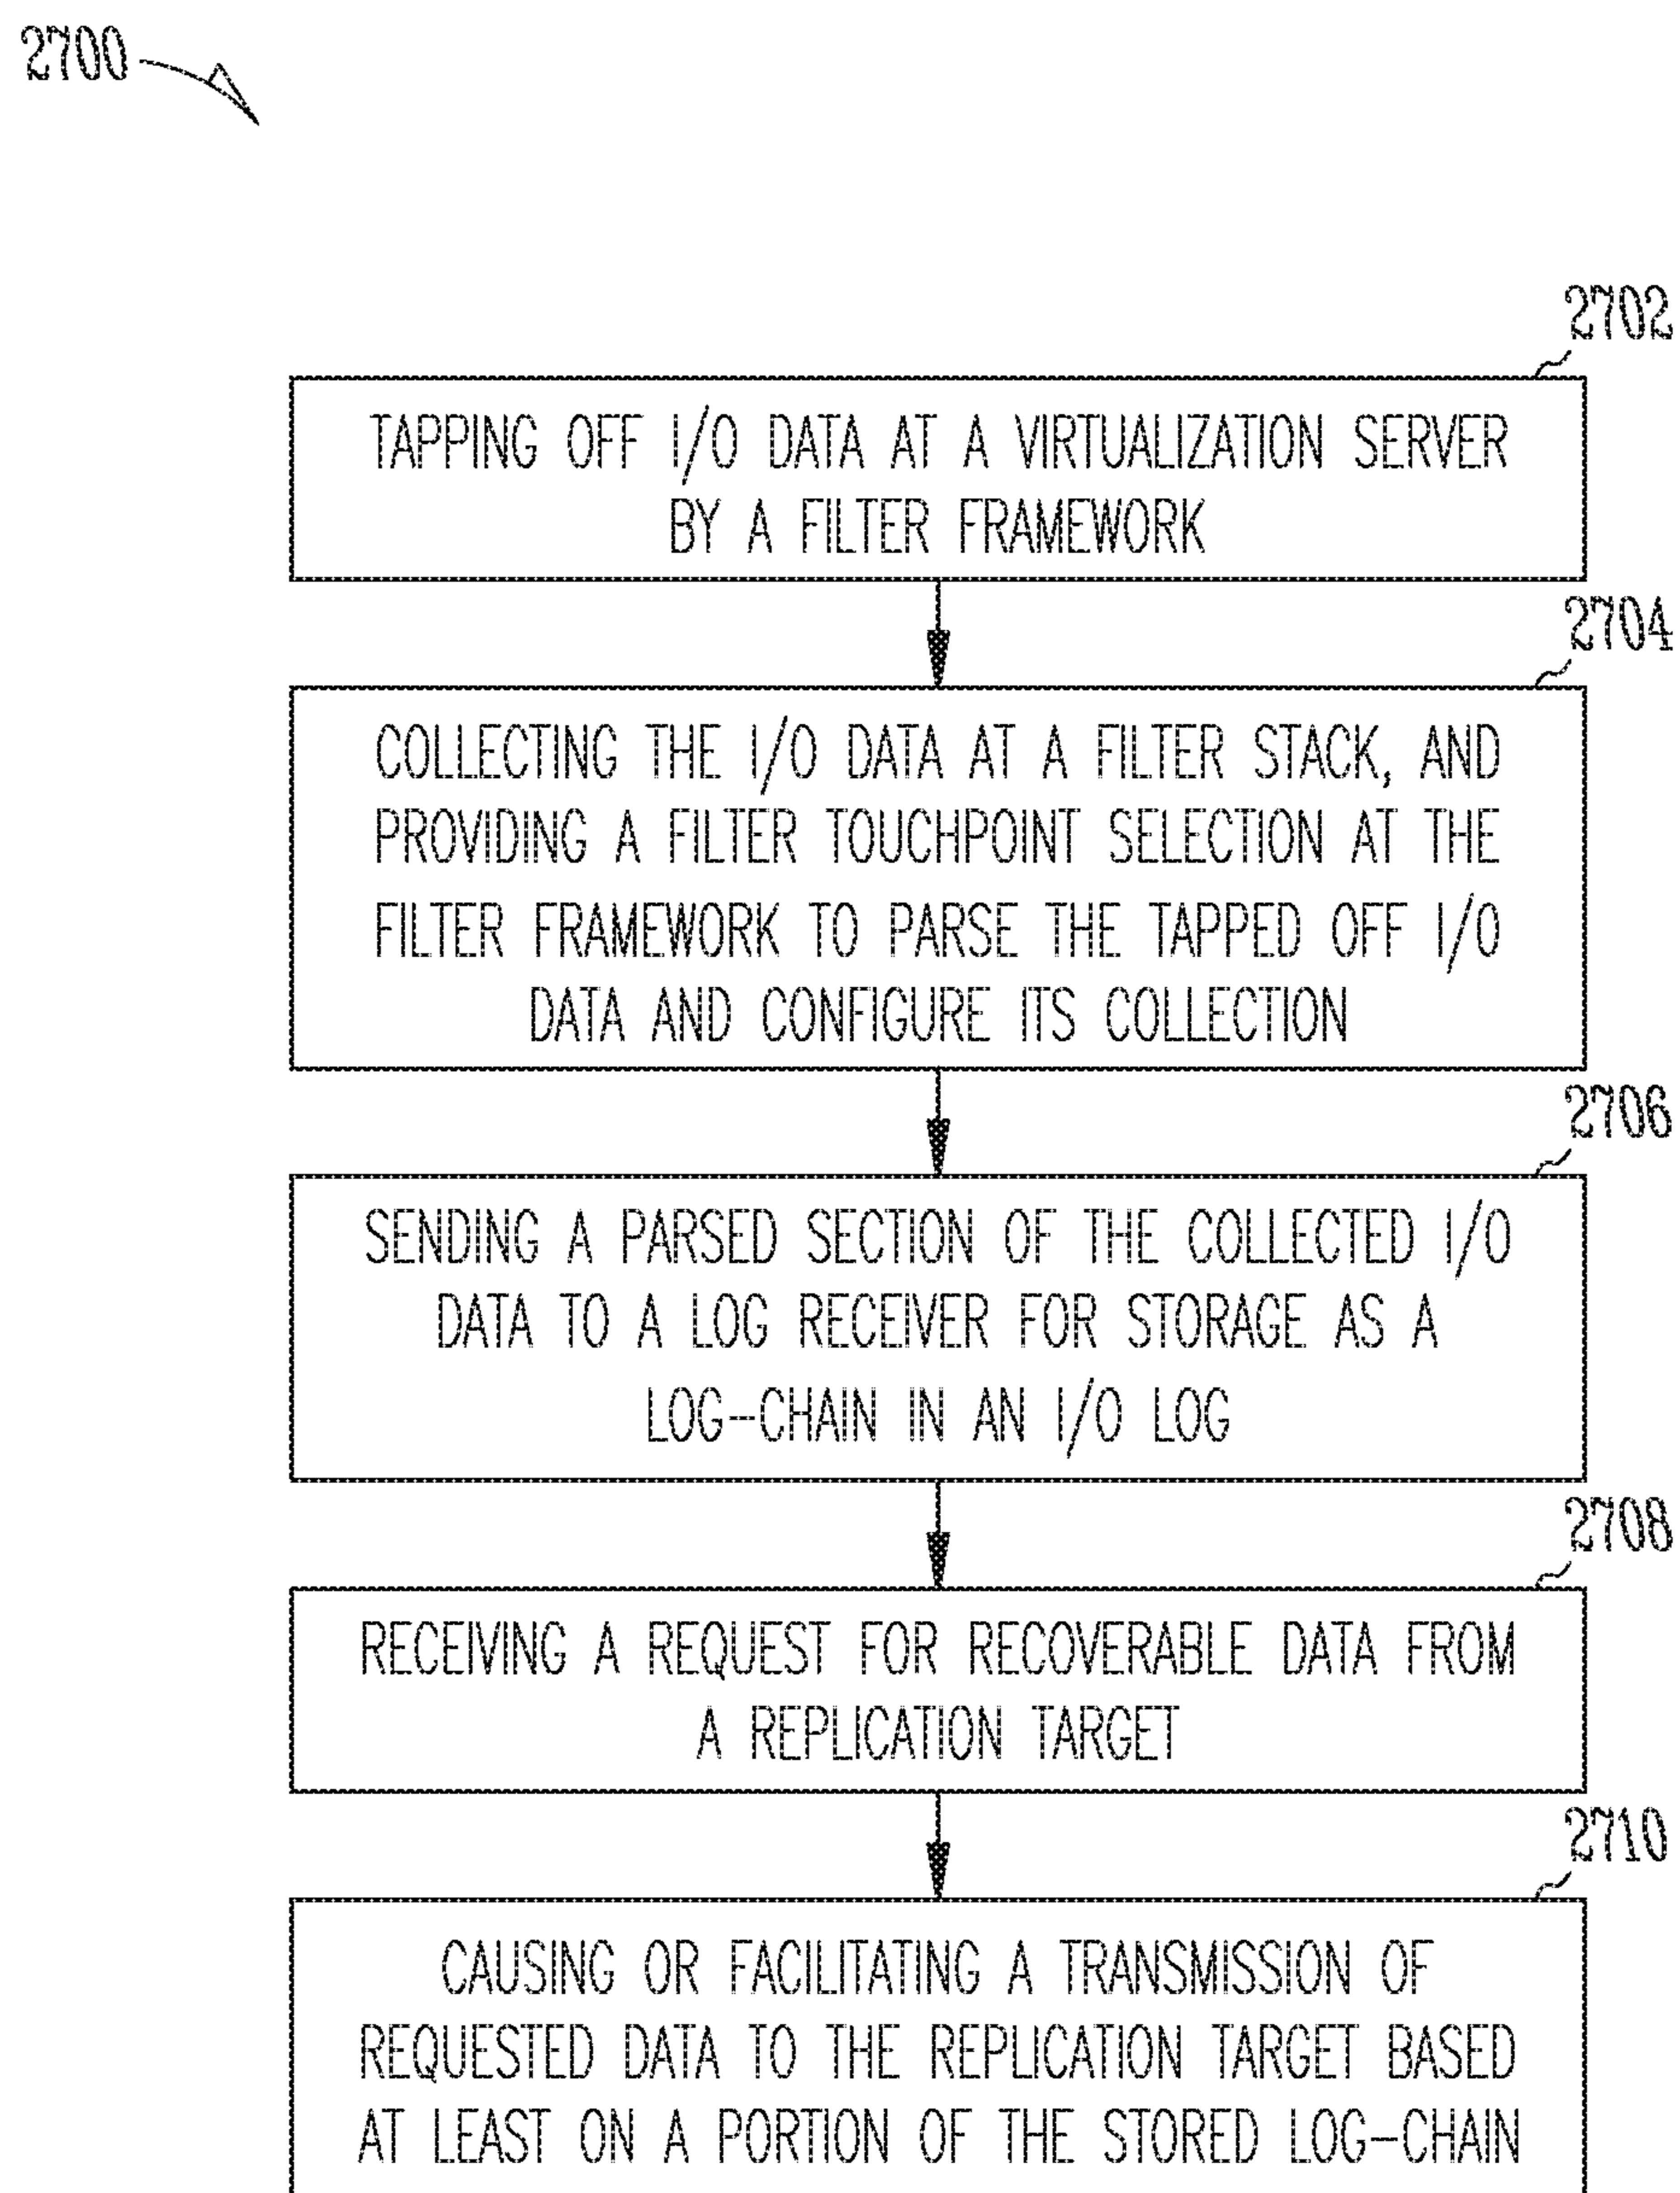 2700
2702
TAPPING OFF I/O DATA AT A VIRTUALIZATION SERVER
BY A FILTER FRAMEWORK
2704
COLLECTING THE I/O DATA AT A FILTER STACK, AND
PROVIDING A FILTER TOUCHPOINT SELECTION AT THE
FILTER FRAMEWORK TO PARSE THE TAPPED OFF I/O
DATA AND CONFIGURE ITS COLLECTION
2706
SENDING A PARSED SECTION OF THE COLLECTED I/O
DATA TO A LOG RECEIVER FOR STORAGE AS A
LOG-CHAIN IN AN I/O LOG
2708
RECEIVING A REQUEST FOR RECOVERABLE DATA FROM
A REPLICATION TARGET
2710
CAUSING OR FACILITATING A TRANSMISSION OF
REQUESTED DATA TO THE REPLICATION TARGET BASED
AT LEAST ON A PORTION OF THE STORED LOG-CHAIN